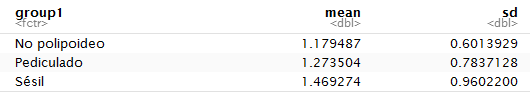 group1 mean sd
<fctr> <dbl> <dbl>
No polipoideo 1.179487 0.6013929
Pediculado 1.273504 0.7837128
Sésil 1.469274 0.9602200